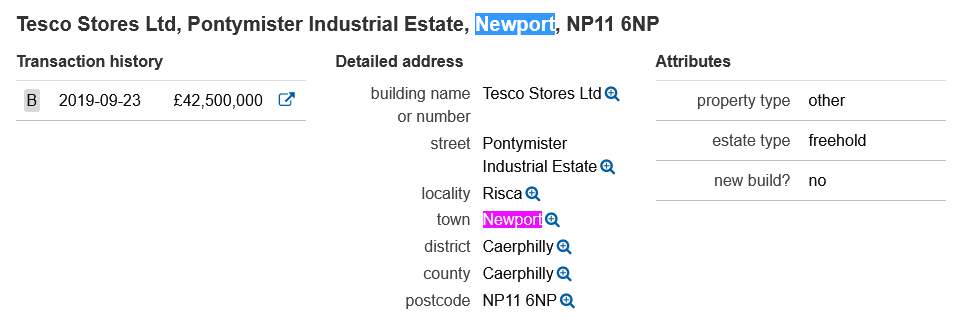 Tesco Stores Ltd, Pontymister Industrial Estate, Newport, NP11 6NP
Transaction history
B 2019-09-23 £42,500,000
Detailed address
building name or number Tesco Stores Ltd
street Pontymister
Industrial Estate
locality Risca
town Newport
district Caerphilly
county Caerphilly
postcode NP11 6NP
Attributes
property type other
estate type freehold
new build? no